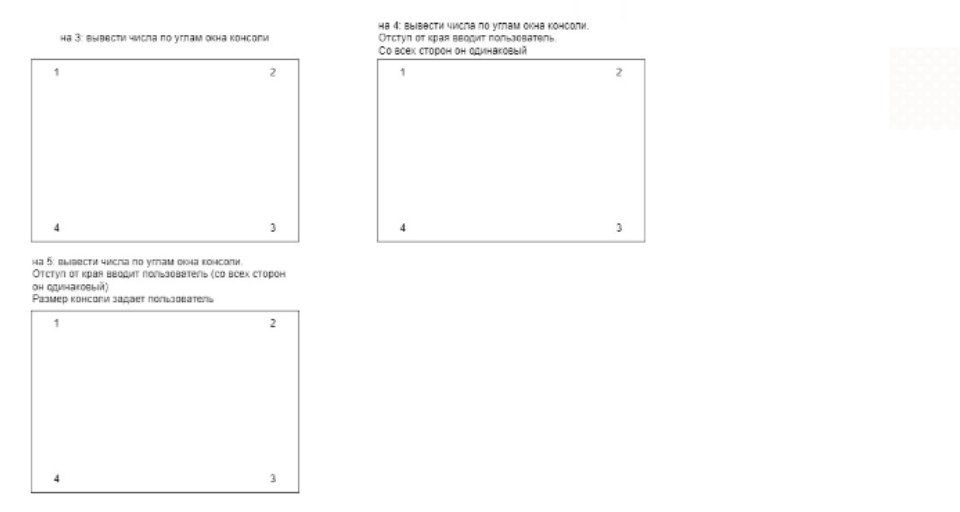 на 3: вывести числа по углам окна консоли
1 2
4 3
на 4: вывести числа по углам окна консоли.
Отступ от края вводит пользователь.
Со всех сторон он одинаковый
1 2
4 3
на 5: вывести числа по углам окна консоли.
Отступ от края вводит пользователь (со всех сторон
он одинаковый)
Размер консоли задает пользователь
1 2
4 3